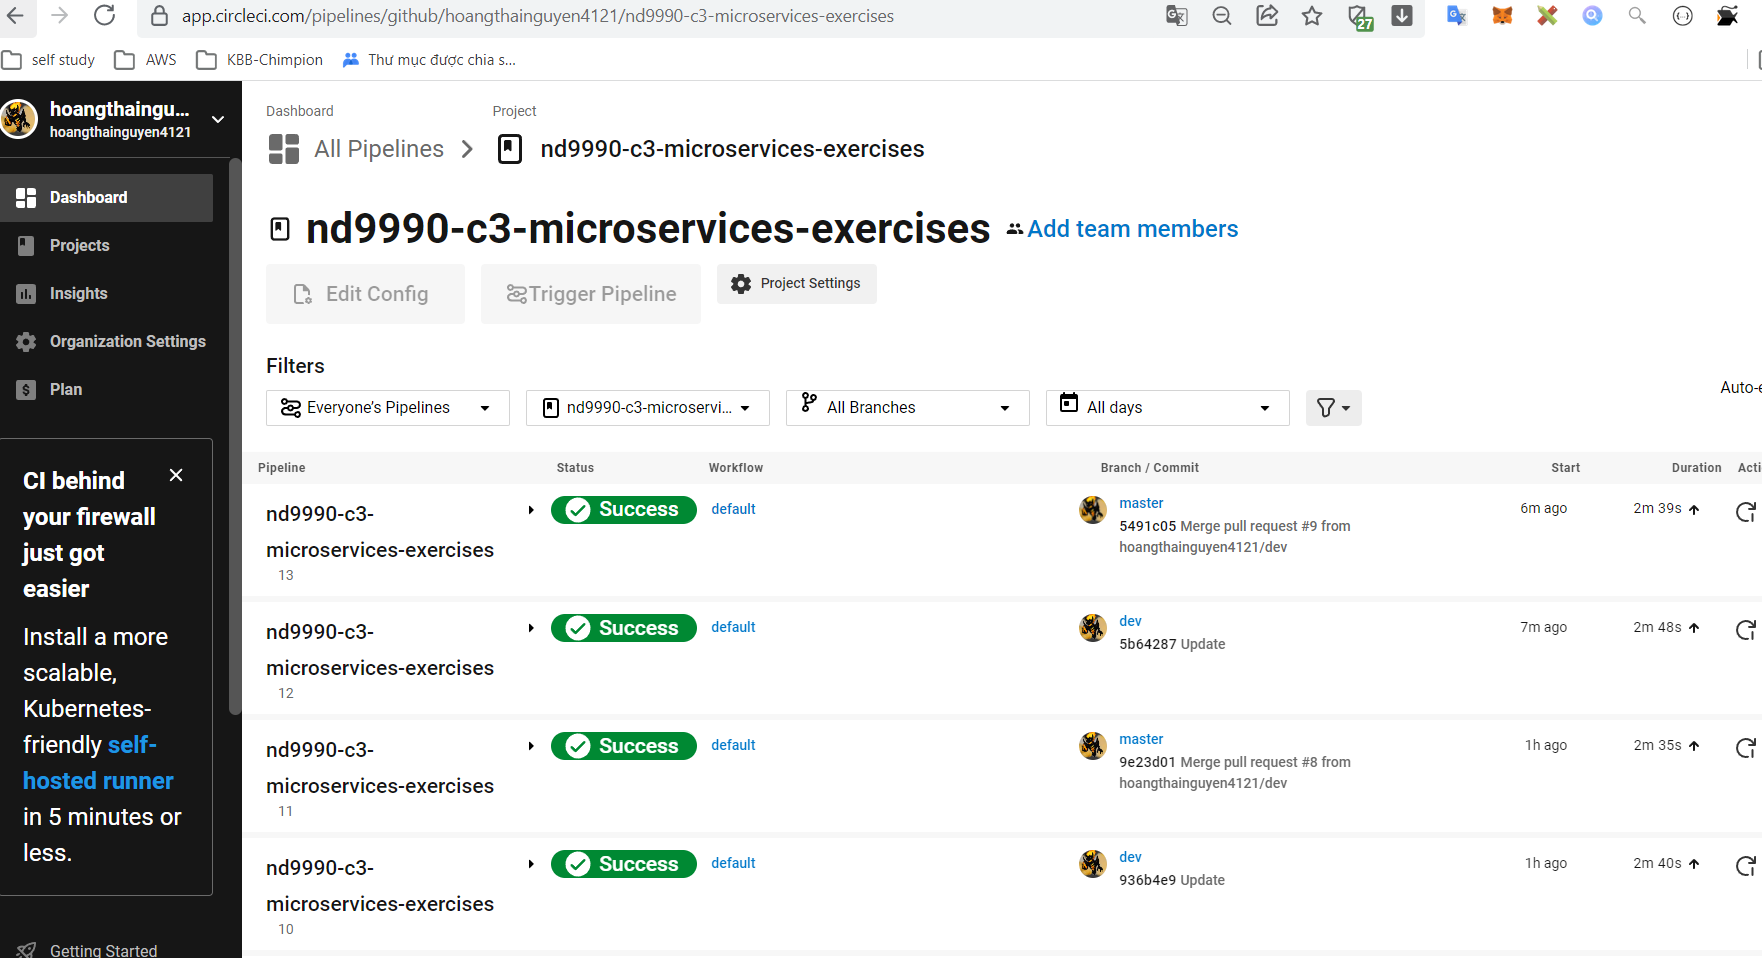 app.circleci.com/pipelines/github/hoangthainguyen4121/nd9990-c3-microservices-exercises
27
self study
AWS
KBB-Chimpion
Thư mục được chia s...
hoangthaingu...
hoangthainguyen4121
Dashboard
Projects
Insights
Organization Settings
Plan
CI behind
your firewall
just got
easier
Install a more
scalable,
Kubernetes-
friendly self-
hosted runner
in 5 minutes or
less.
Getting Started
Dashboard
Project
All Pipelines
nd9990-c3-microservices-exercises
nd9990-c3-microservices-exercises
Add team members
Edit Config
Trigger Pipeline
Project Settings
Filters
Auto-e
Everyone's Pipelines
nd9990-c3-microservi...
All Branches
All days
Pipeline
Status
Workflow
Branch / Commit
Start
Duration
Acti
nd9990-c3-
microservices-exercises
13
Success
default
master
5491c05 Merge pull request #9 from
hoangthainguyen4121/dev
6m ago
2m 39s
nd9990-c3-
microservices-exercises
12
Success
default
dev
5b64287 Update
7m ago
2m 48s
nd9990-c3-
microservices-exercises
11
Success
default
master
9e23d01 Merge pull request #8 from
hoangthainguyen4121/dev
1h ago
2m 35s
nd9990-c3-
microservices-exercises
10
Success
default
dev
936b4e9 Update
1h ago
2m 40s